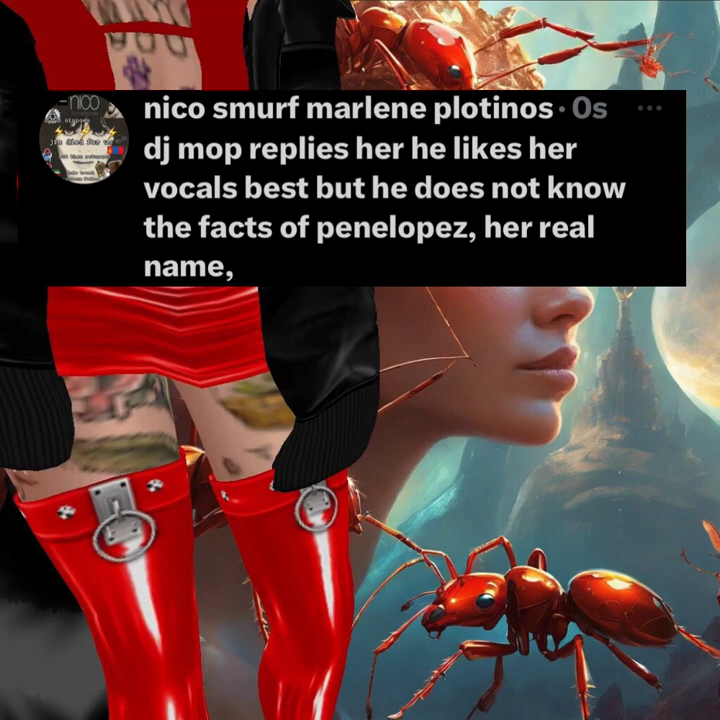 nico smurf marlene plotinos · 0s ...
dj mop replies her he likes her
vocals best but he does not know
the facts of penelopez, her real
name,
nico